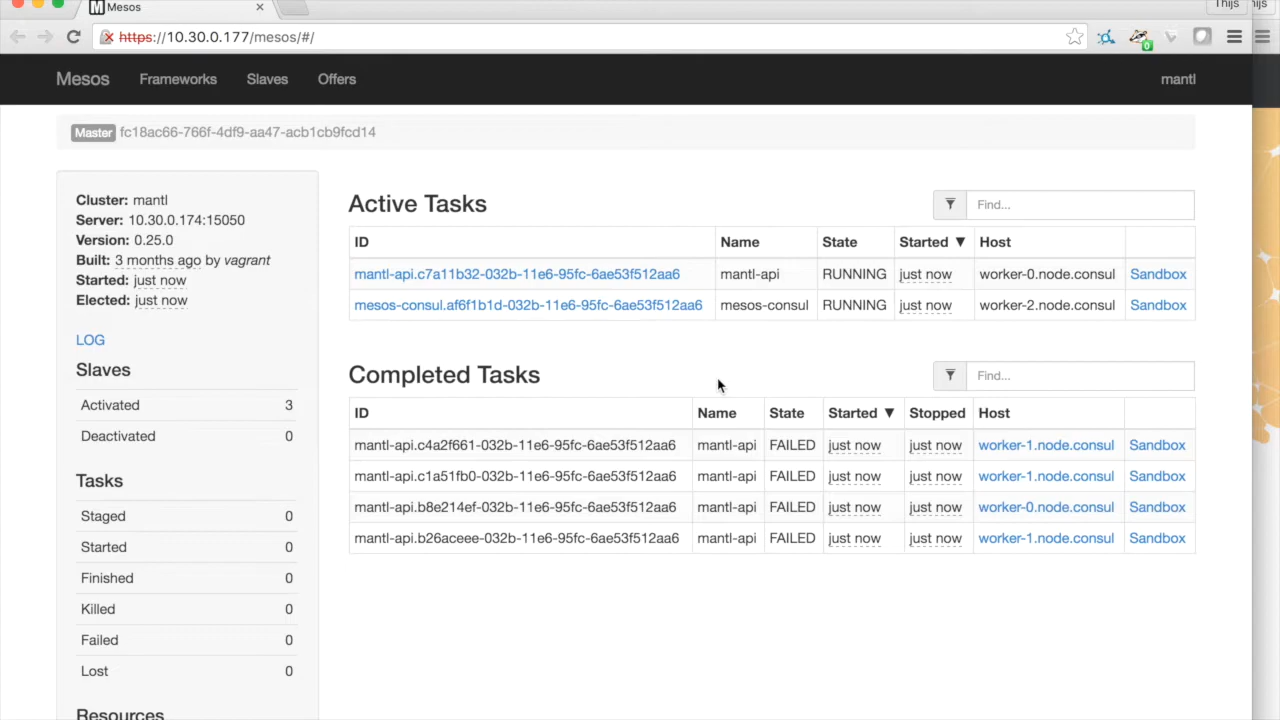 Mesos
Thijs
https://10.30.0.177/mesos/#/
0
Mesos Frameworks Slaves Offers mantl
Master fc18ac66-766f-4df9-aa47-acb1cb9fcd14
Cluster: mantl
Server: 10.30.0.174:15050
Version: 0.25.0
Built: 3 months ago by vagrant
Started: just now
Elected: just now
LOG
Slaves
Activated 3
Deactivated 0
Tasks
Staged 0
Started 0
Finished 0
Killed 0
Failed 0
Lost 0
Resources
Active Tasks
Find...
ID Name State Started ▼ Host
mantl-api.c7a11b32-032b-11e6-95fc-6ae53f512aa6 mantl-api RUNNING just now worker-0.node.consul Sandbox
mesos-consul.af6f1b1d-032b-11e6-95fc-6ae53f512aa6 mesos-consul RUNNING just now worker-2.node.consul Sandbox
Completed Tasks
Find...
ID Name State Started ▼ Stopped Host
mantl-api.c4a2f661-032b-11e6-95fc-6ae53f512aa6 mantl-api FAILED just now just now worker-1.node.consul Sandbox
mantl-api.c1a51fb0-032b-11e6-95fc-6ae53f512aa6 mantl-api FAILED just now just now worker-1.node.consul Sandbox
mantl-api.b8e214ef-032b-11e6-95fc-6ae53f512aa6 mantl-api FAILED just now just now worker-0.node.consul Sandbox
mantl-api.b26aceee-032b-11e6-95fc-6ae53f512aa6 mantl-api FAILED just now just now worker-1.node.consul Sandbox